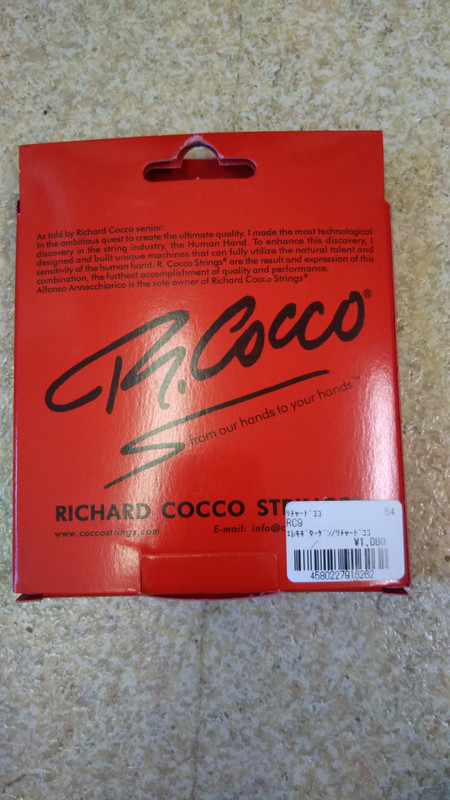 As told by Richard Cocco senior:
In the ambitious quest to create the ultimate quality. I made the most technological
discovery in the string industry, the Human Hand. To enhance this discovery, I
designed and built unique machines that can fully utilize the natural talent and
sensitivity of the human hand. R. Cocco Strings® are the result and expression of this
combination, the furthest accomplishment of quality and performance.
Alfonso Annecchiarico is the sole owner of Richard Cocco Strings®.
R. Cocco®
from our hands to your hands™
RICHARD COCCO
www.coccostrings.com E-mail:
ﾘﾁｬｰﾄﾞｺｺ 54
RC9
ｴﾚｷｷﾞﾀｰｹﾞﾝ/ﾘﾁｬｰﾄﾞｺｺ
¥1,080
4580227916262